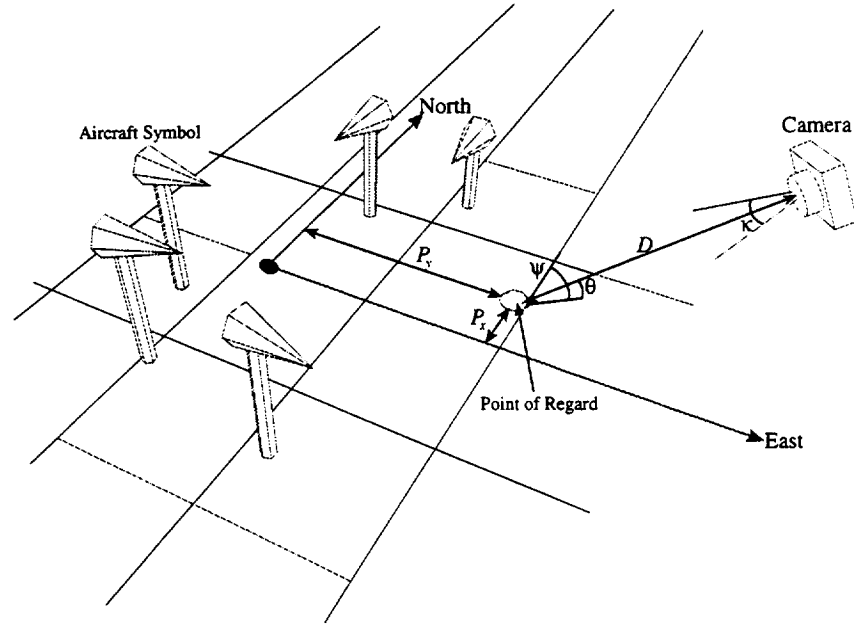 North
Aircraft Symbol
Camera
D
κ
P_y
ψ
θ
P_x
Point of Regard
East